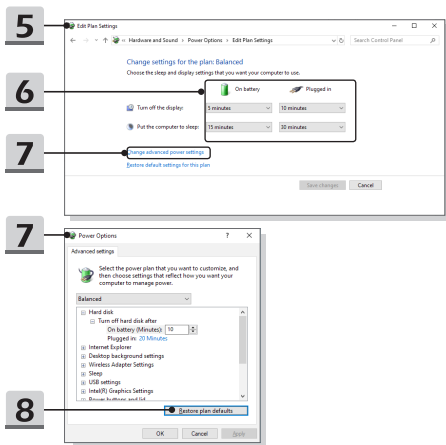 5
Edit Plan Settings
« Hardware and Sound › Power Options › Edit Plan Settings
Search Control Panel
Change settings for the plan: Balanced
Choose the sleep and display settings that you want your computer to use.
6
On battery Plugged in
Turn off the display: 5 minutes 10 minutes
Put the computer to sleep: 15 minutes 30 minutes
7
Change advanced power settings
Restore default settings for this plan
Save changes Cancel
7
Power Options ? ×
Advanced settings
Select the power plan that you want to customize, and
then choose settings that reflect how you want your
computer to manage power.
Balanced
Hard disk
Turn off hard disk after
On battery (Minutes): 10
Plugged in: 20 Minutes
Internet Explorer
Desktop background settings
Wireless Adapter Settings
Sleep
USB settings
Intel(R) Graphics Settings
Power buttons and lid
8
Restore plan defaults
OK Cancel Apply